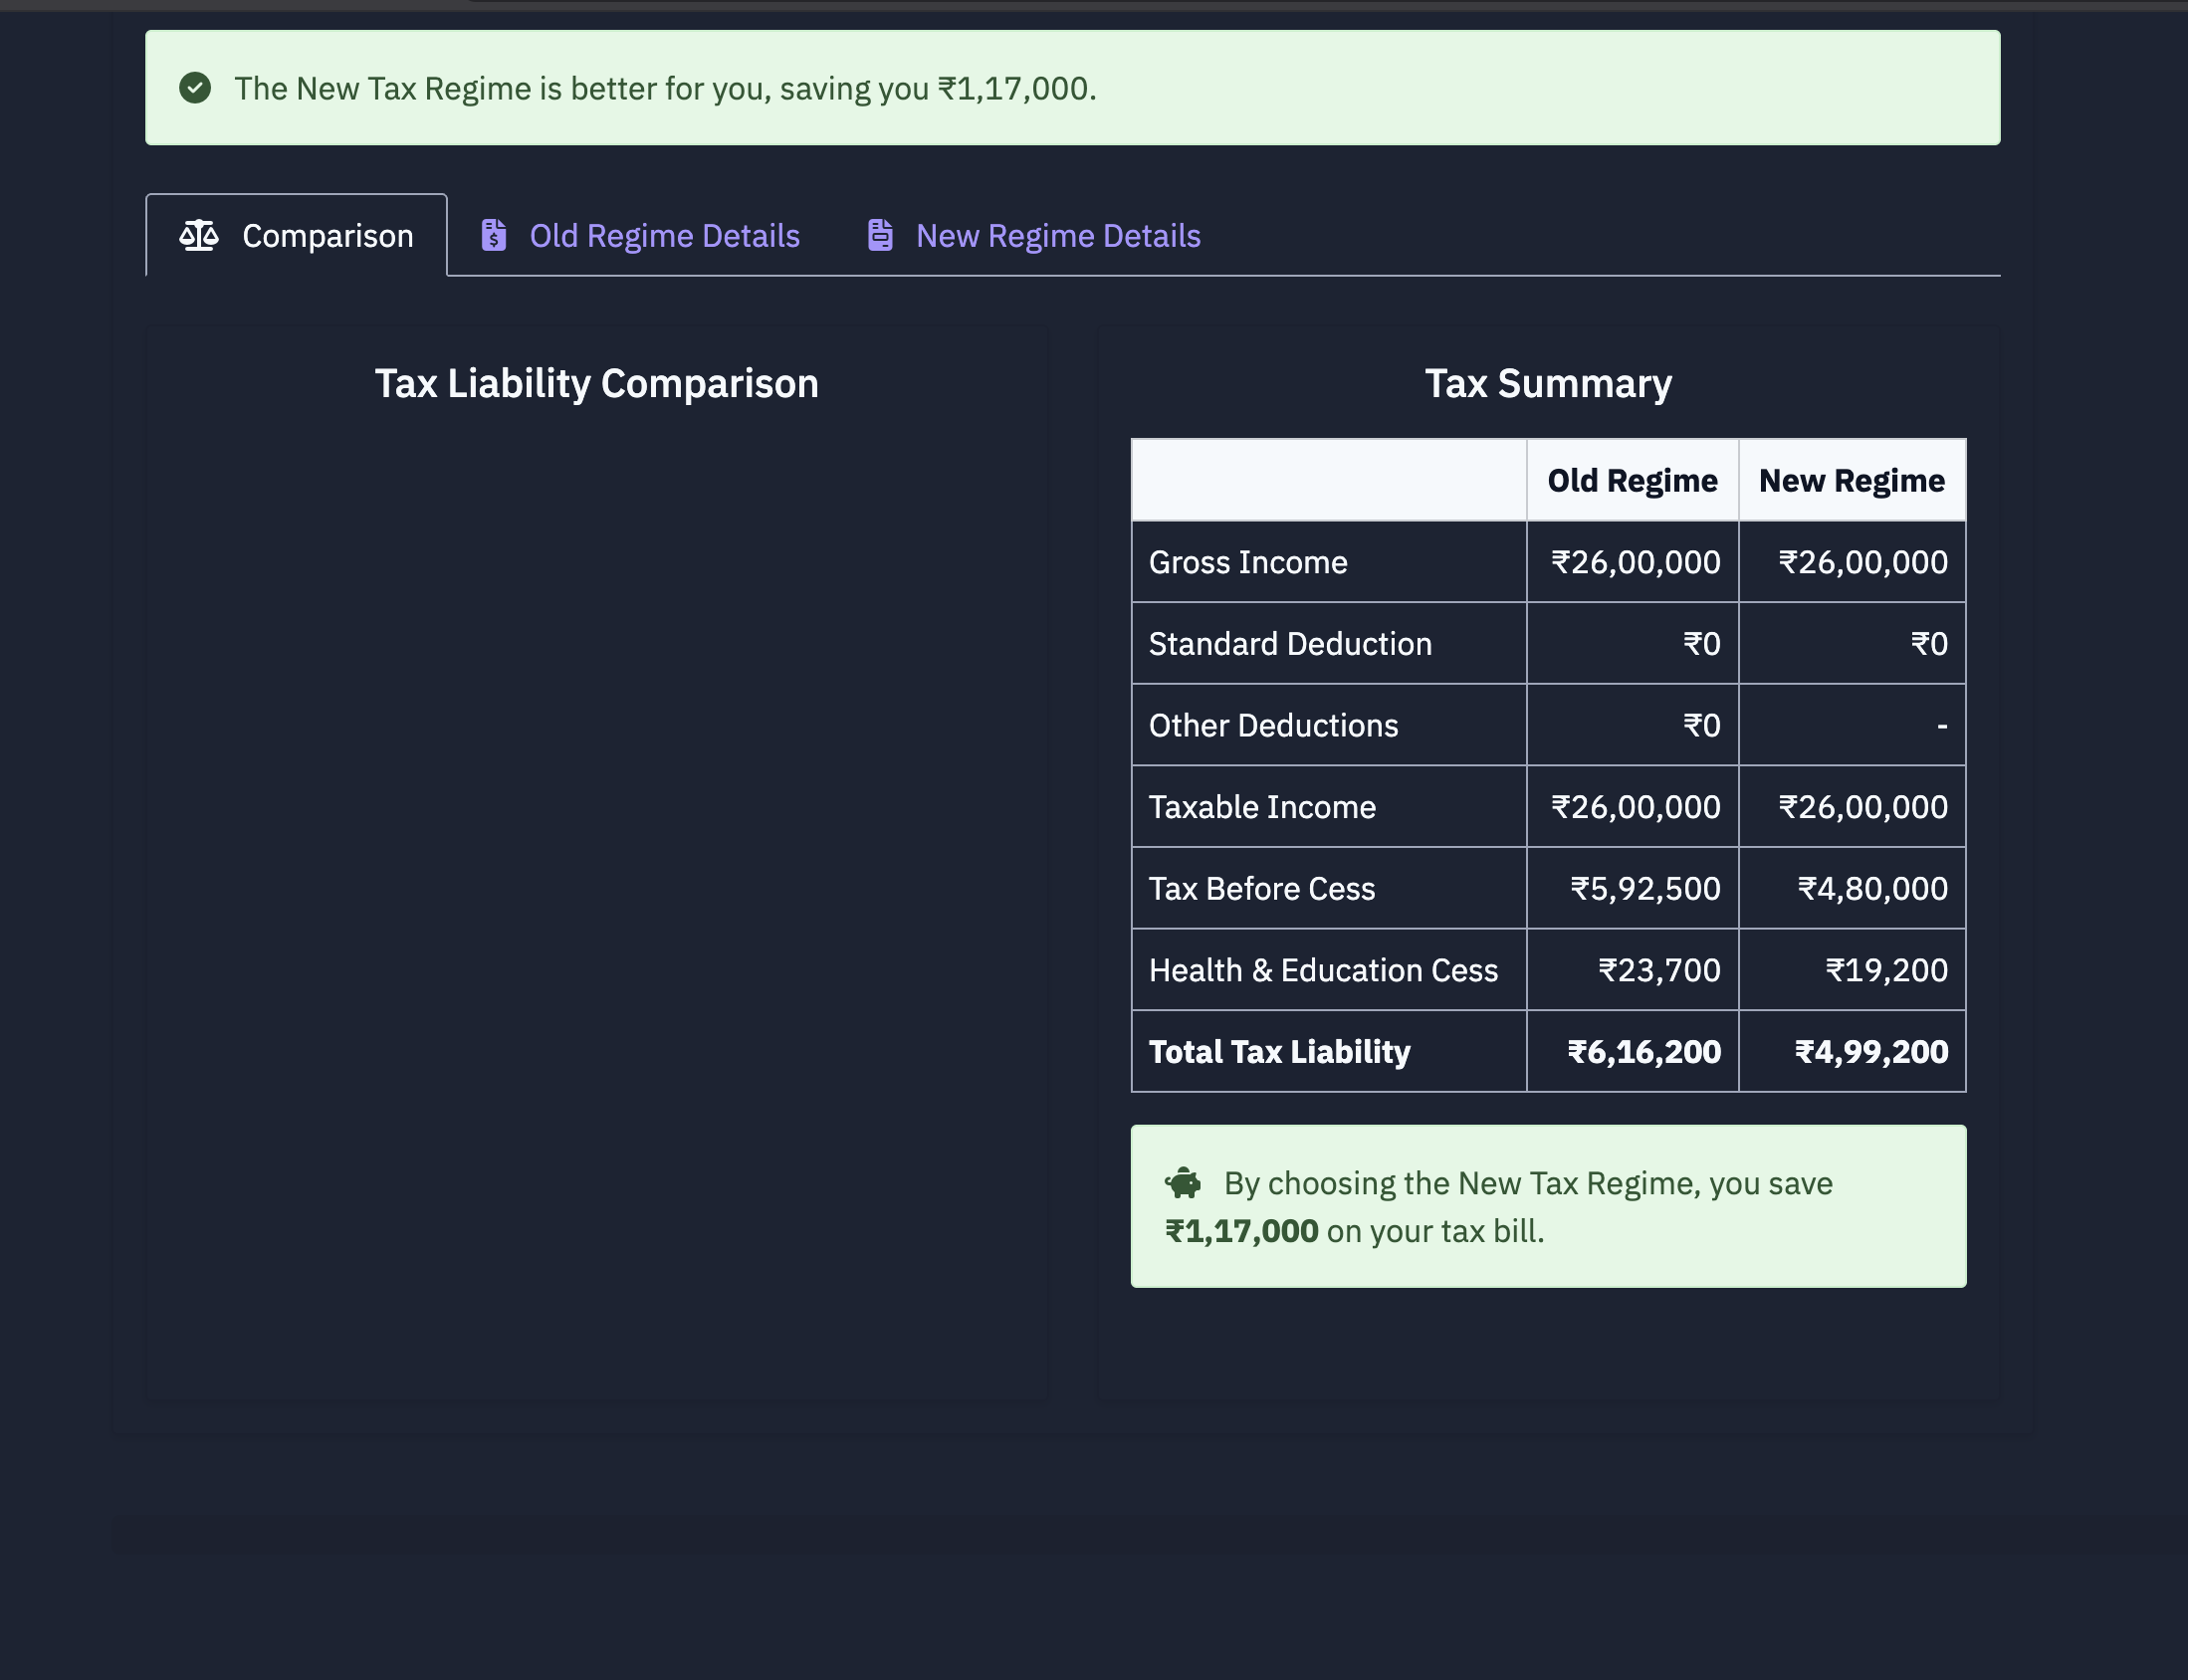 The New Tax Regime is better for you, saving you ₹1,17,000.
Comparison Old Regime Details New Regime Details
Tax Liability Comparison
Tax Summary
Old Regime New Regime
Gross Income ₹26,00,000 ₹26,00,000
Standard Deduction ₹0 ₹0
Other Deductions ₹0 -
Taxable Income ₹26,00,000 ₹26,00,000
Tax Before Cess ₹5,92,500 ₹4,80,000
Health & Education Cess ₹23,700 ₹19,200
Total Tax Liability ₹6,16,200 ₹4,99,200
By choosing the New Tax Regime, you save
₹1,17,000 on your tax bill.